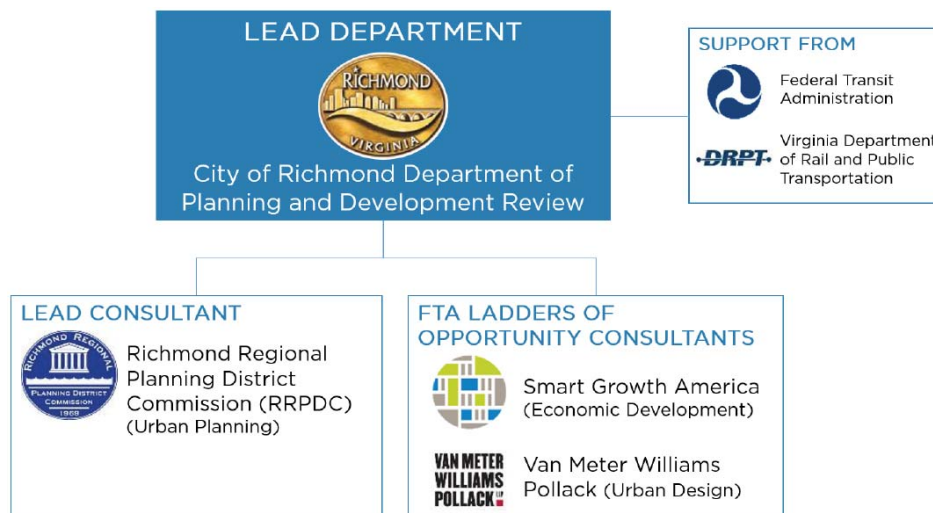 LEAD DEPARTMENT
RICHMOND
VIRGINIA
City of Richmond Department of
Planning and Development Review
SUPPORT FROM
Federal Transit
Administration
DRPT
Virginia Department
of Rail and Public
Transportation
LEAD CONSULTANT
RICHMOND REGIONAL
PLANNING DISTRICT
COMMISSION
1969
Richmond Regional
Planning District
Commission (RRPDC)
(Urban Planning)
FTA LADDERS OF
OPPORTUNITY CONSULTANTS
Smart Growth America
(Economic Development)
VAN METER
WILLIAMS
POLLACK LLP
Van Meter Williams
Pollack (Urban Design)